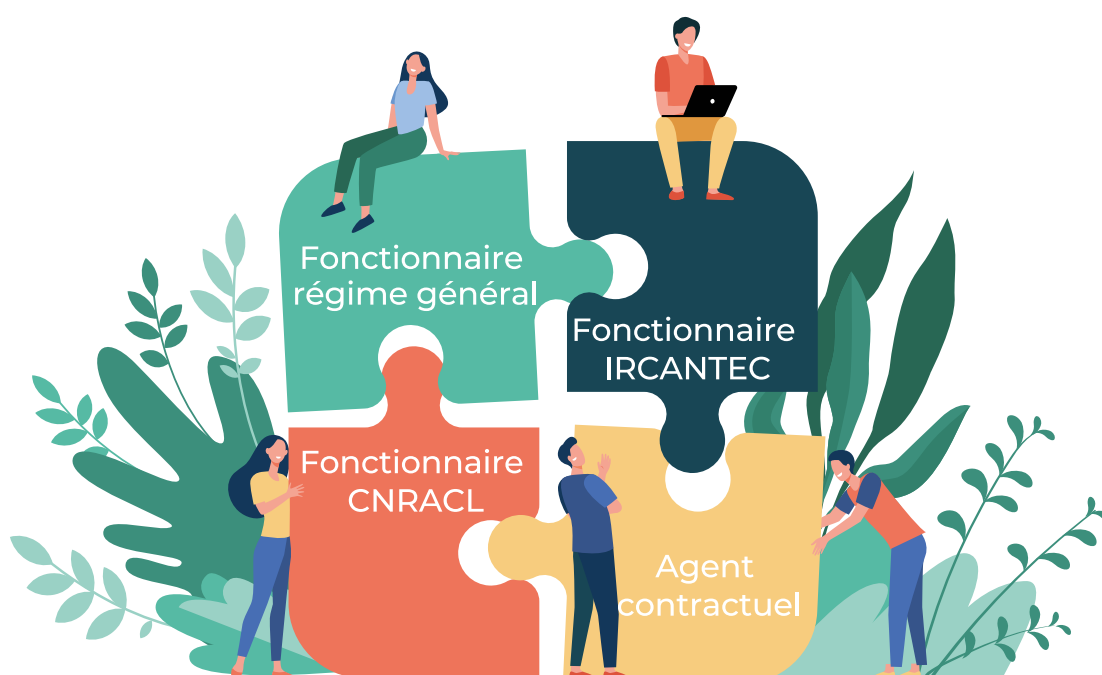 Fonctionnaire
régime général
Fonctionnaire
IRCANTEC
Fonctionnaire
CNRACL
Agent
contractuel